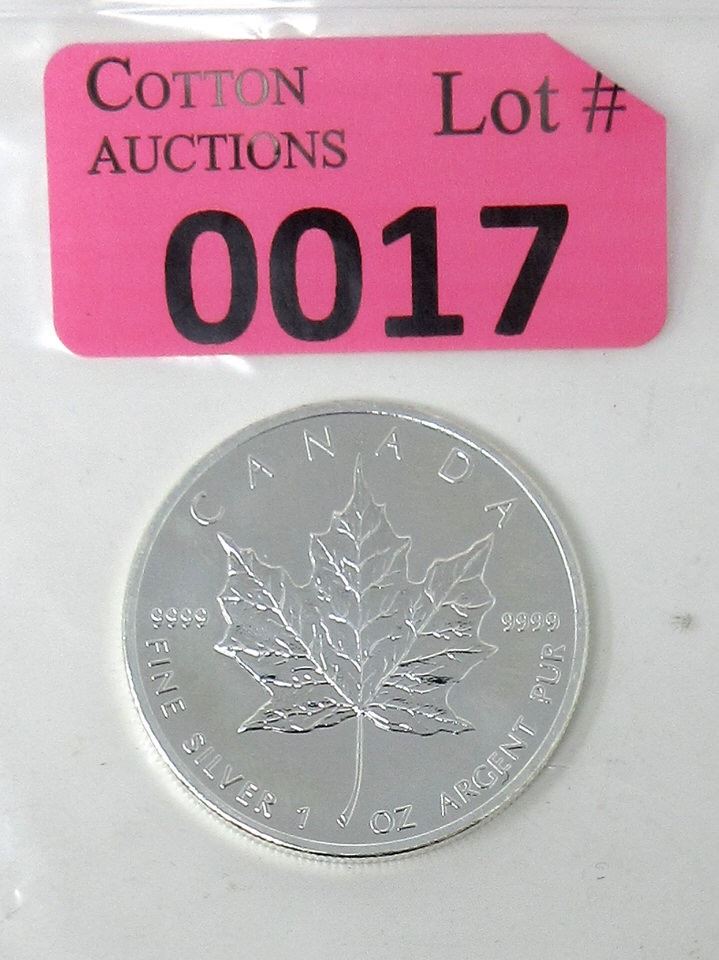 COTTON
AUCTIONS
Lot #
0017
CANADA
9999
9999
FINE SILVER 1 OZ ARGENT PUR